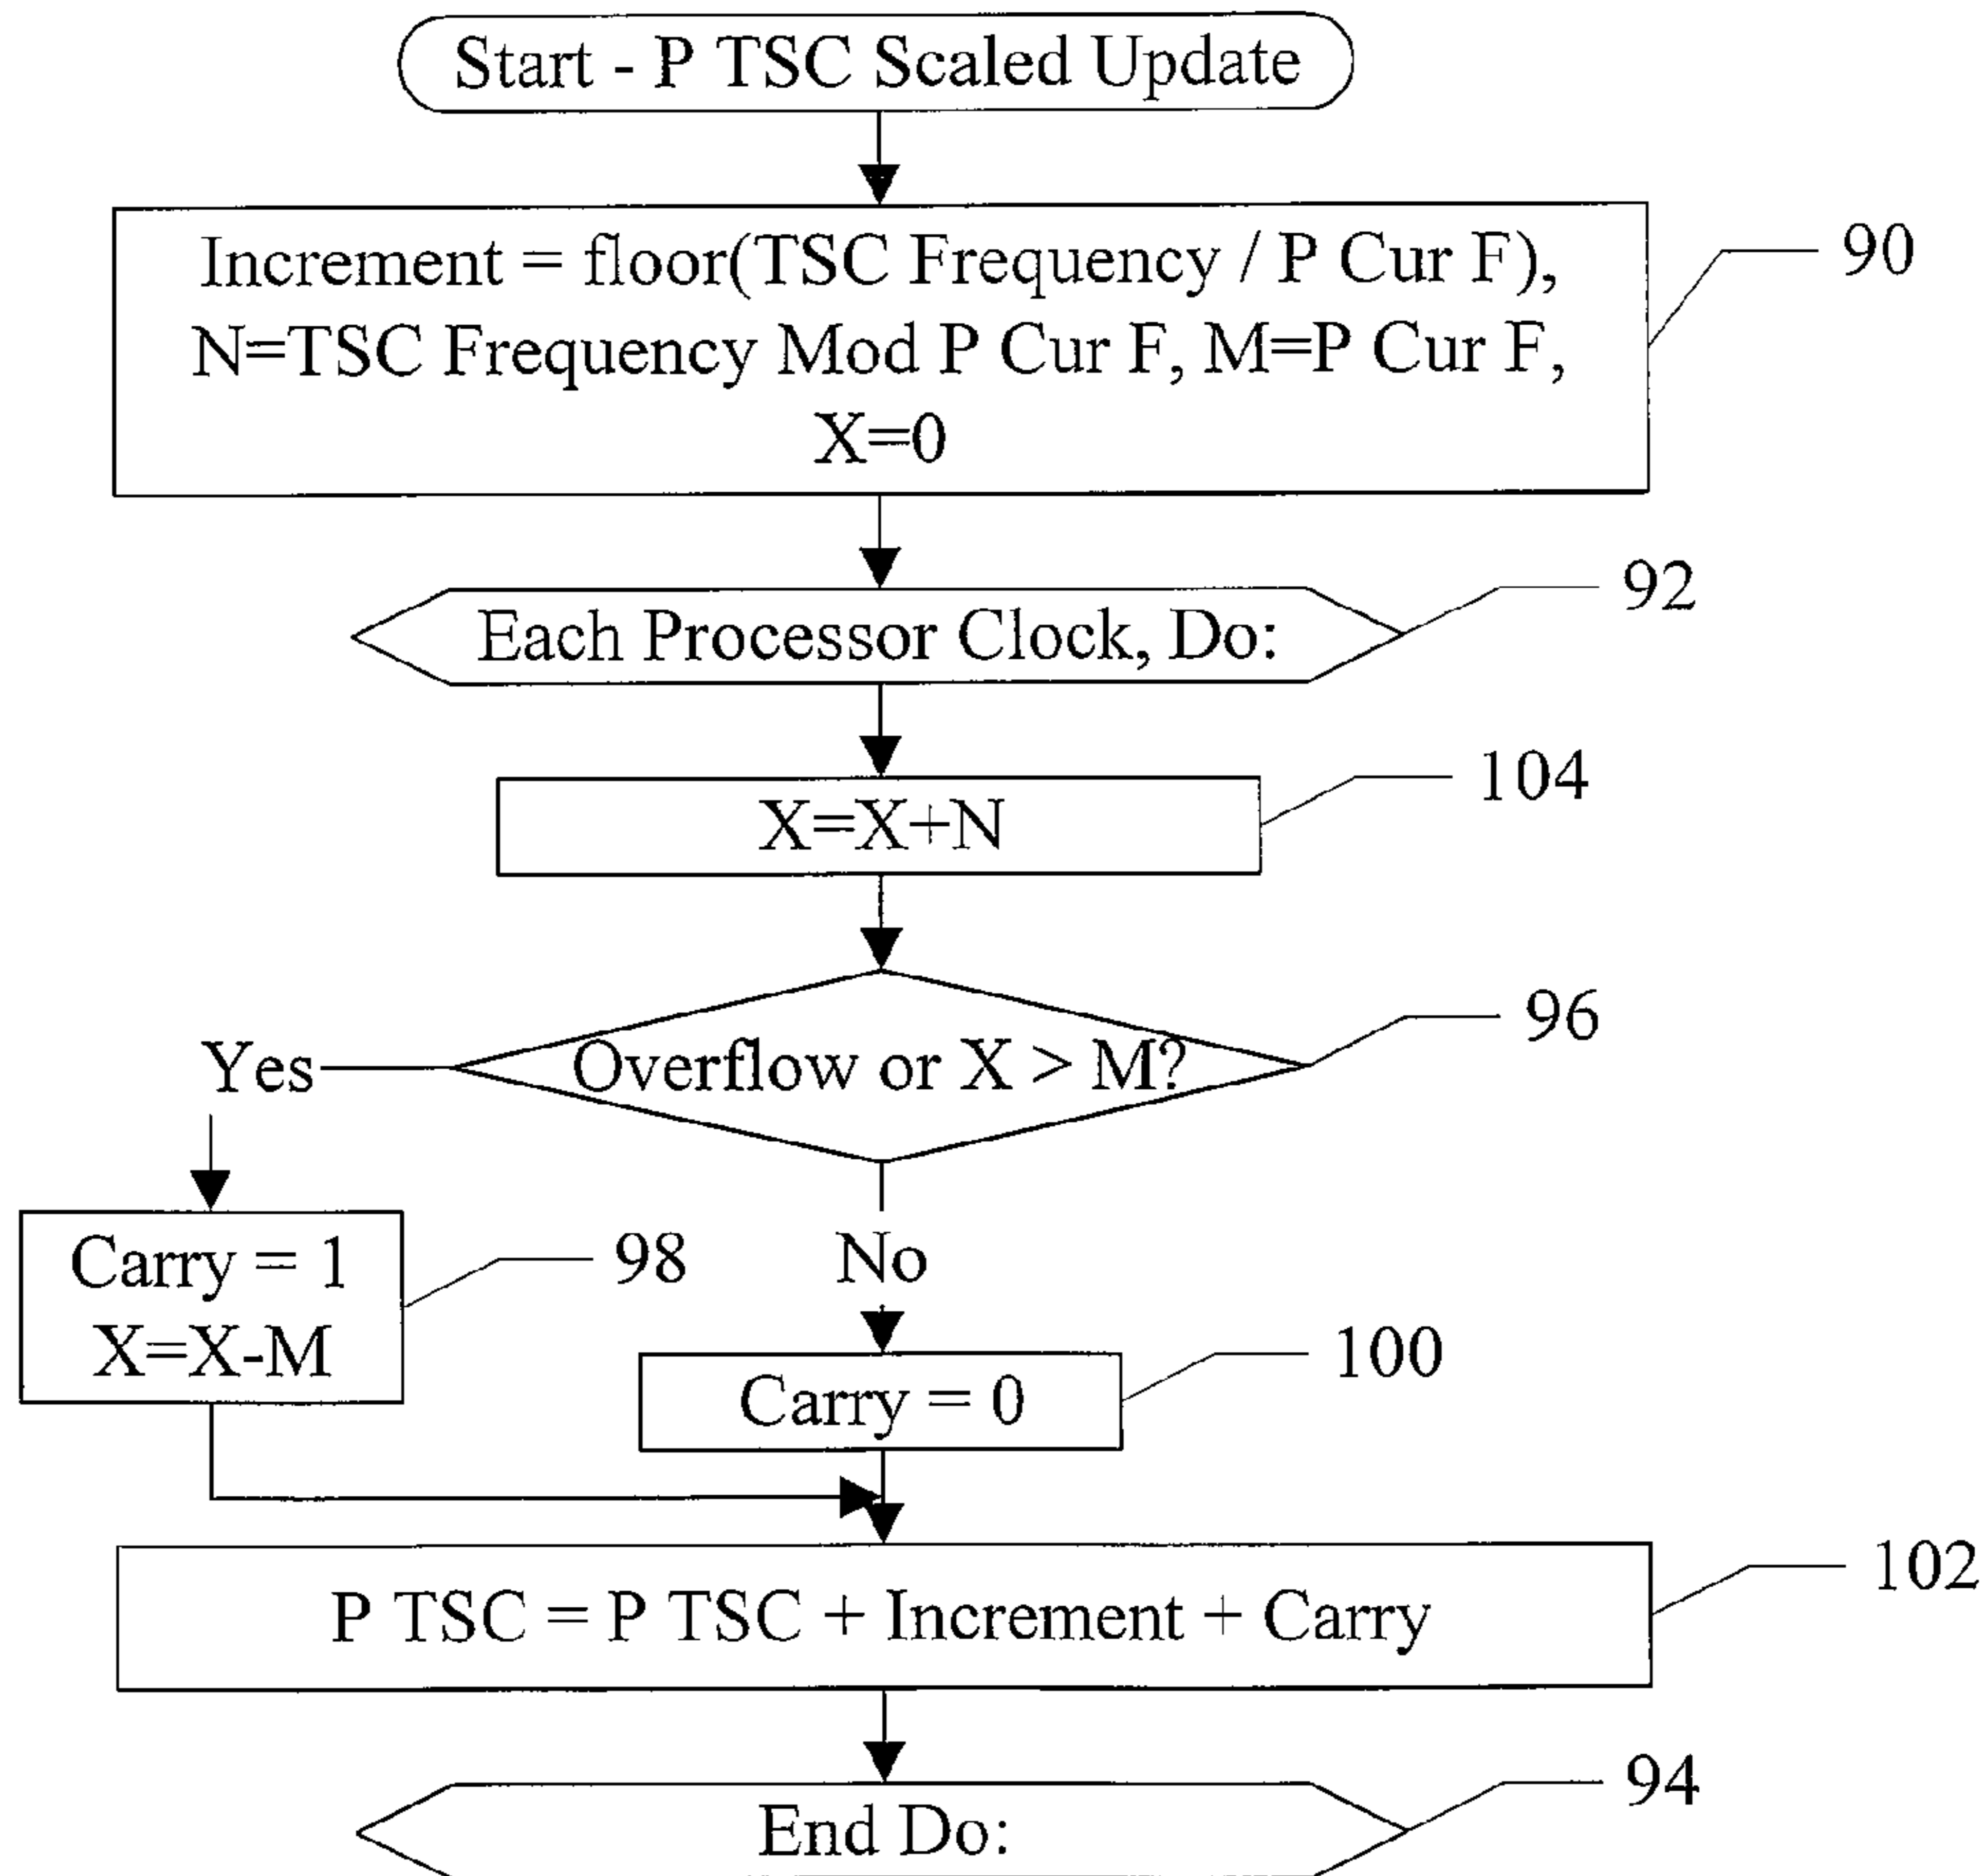 Start - P TSC Scaled Update
Increment = floor(TSC Frequency / P Cur F),
N=TSC Frequency Mod P Cur F, M=P Cur F,
X=0
90
Each Processor Clock, Do:
92
X=X+N
104
Overflow or X > M?
96
Yes
No
Carry = 1
X=X-M
98
Carry = 0
100
P TSC = P TSC + Increment + Carry
102
End Do:
94